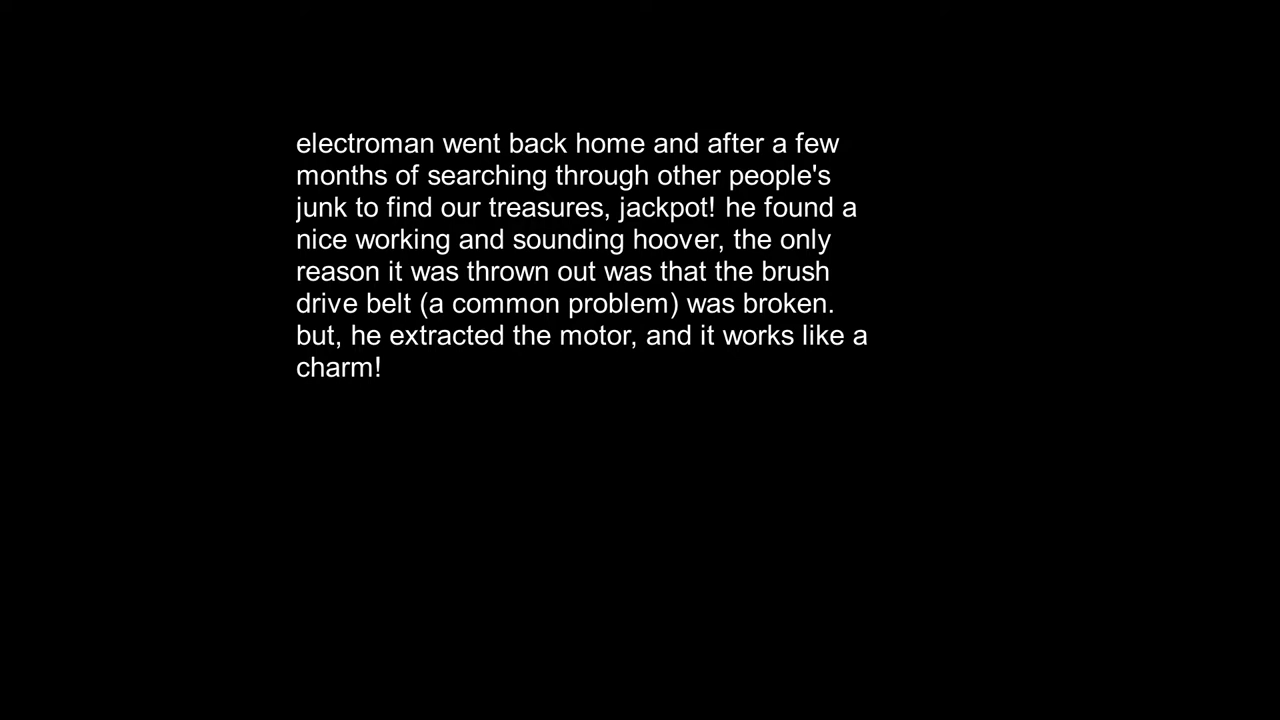 electroman went back home and after a few
months of searching through other people's
junk to find our treasures, jackpot! he found a
nice working and sounding hoover, the only
reason it was thrown out was that the brush
drive belt (a common problem) was broken.
but, he extracted the motor, and it works like a
charm!